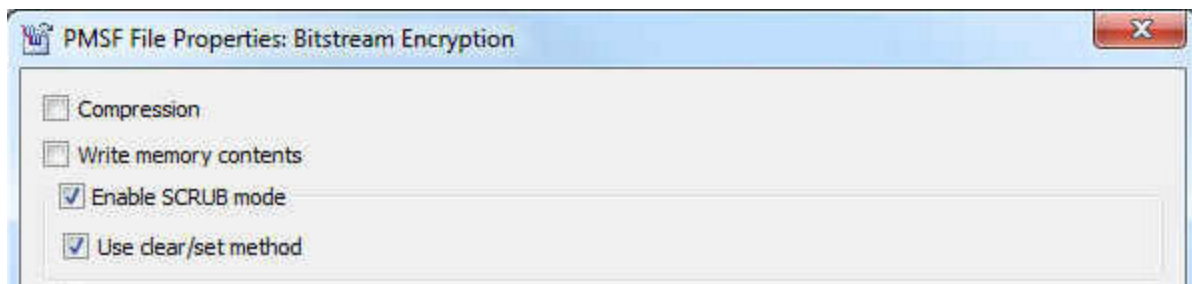 PMSF File Properties: Bitstream Encryption
Compression
Write memory contents
Enable SCRUB mode
Use clear/set method